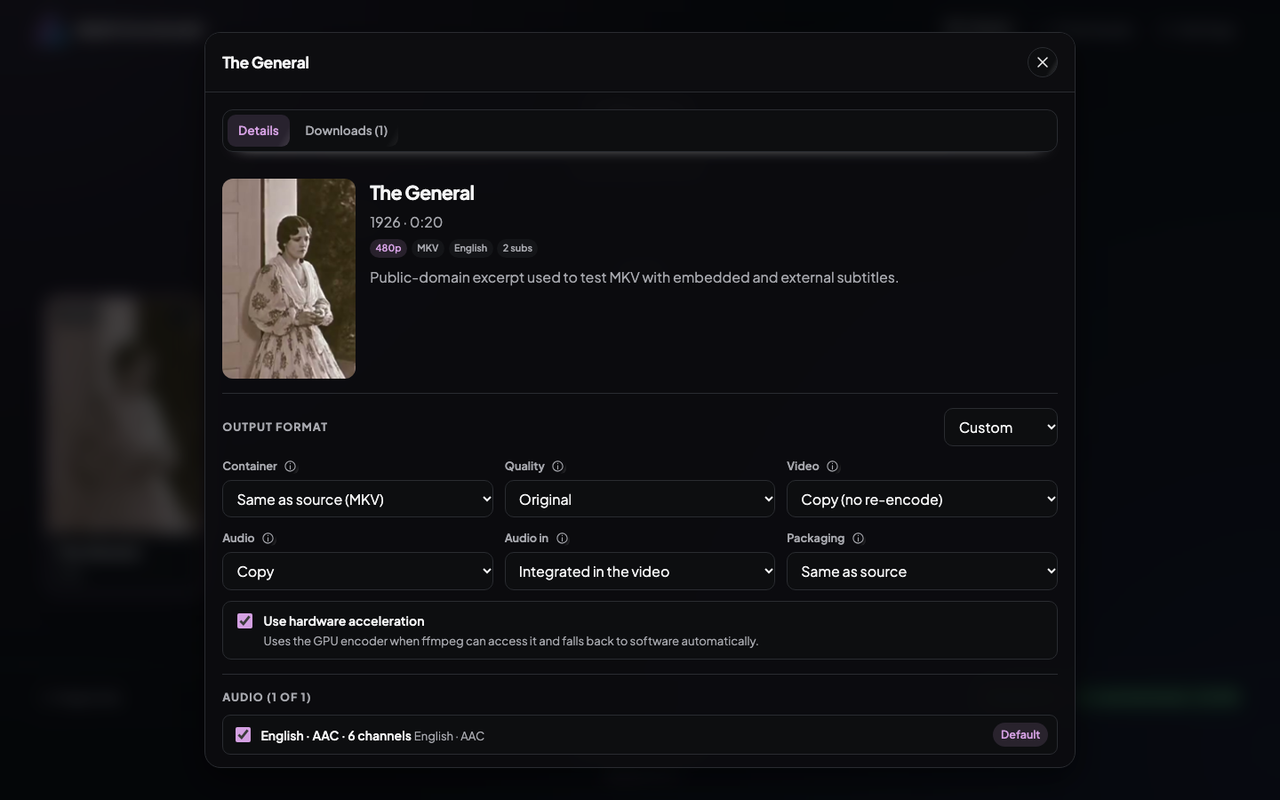 The General
Details
Downloads (1)
The General
1926 · 0:20
480p MKV English 2 subs
Public-domain excerpt used to test MKV with embedded and external subtitles.
OUTPUT FORMAT
Custom
Container Quality Video
Same as source (MKV) Original Copy (no re-encode)
Audio Audio in Packaging
Copy Integrated in the video Same as source
Use hardware acceleration
Uses the GPU encoder when ffmpeg can access it and falls back to software automatically.
AUDIO (1 OF 1)
English · AAC · 6 channels English · AAC Default